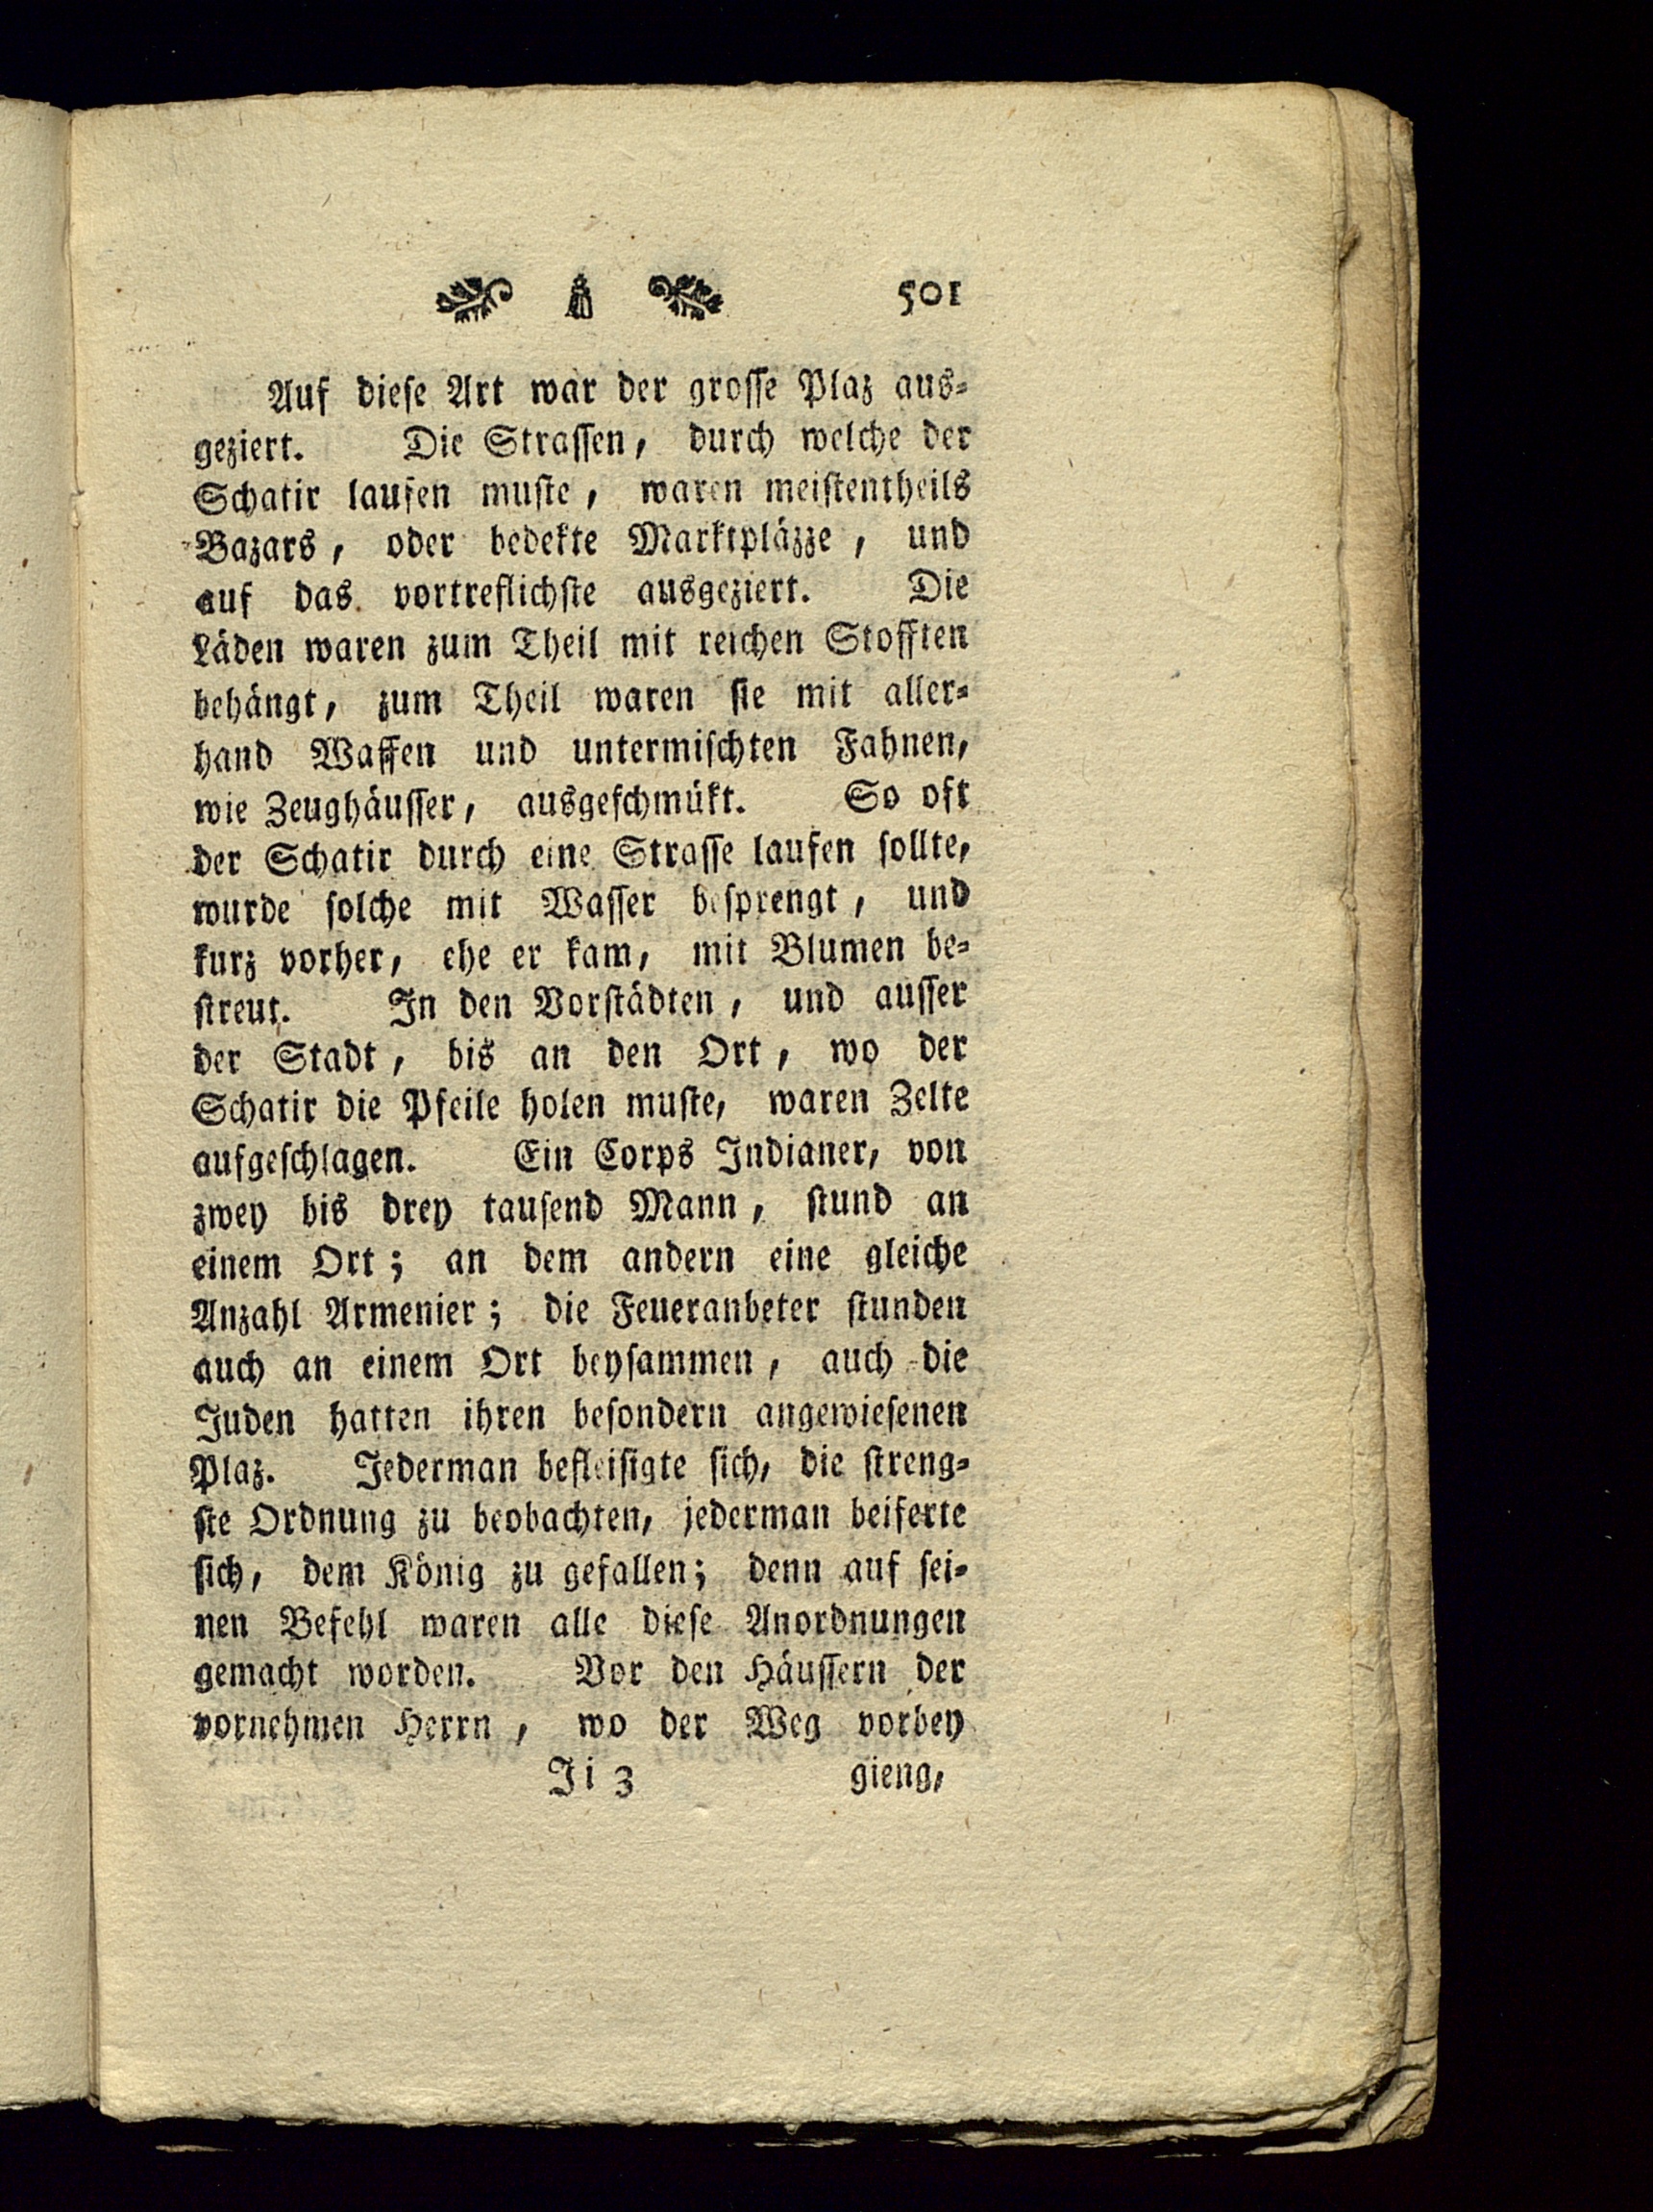 501
Auf dieſe Art war der groſſe Plaz aus-
geziert. Die Straſſen, durch welche der
Schatir laufen muſte, waren meiſtentheils
Bazars, oder bedekte Marktpläzze, und
auf das vortreflichſte ausgeziert. Die
Läden waren zum Theil mit reichen Stofften
behängt, zum Theil waren ſie mit aller-
hand Waffen und untermiſchten Fahnen,
wie Zeughäuſſer, ausgeſchmükt. So oft
der Schatir durch eine Straſſe laufen ſollte,
wurde ſolche mit Waſſer beſprengt, und
kurz vorher, ehe er kam, mit Blumen be-
ſtreut. In den Vorſtädten, und auſſer
der Stadt, bis an den Ort, wo der
Schatir die Pfeile holen muſte, waren Zelte
aufgeſchlagen. Ein Corps Indianer, von
zwey bis drey tauſend Mann, ſtund an
einem Ort; an dem andern eine gleiche
Anzahl Armenier; die Feueranbeter ſtunden
auch an einem Ort beyſammen, auch die
Juden hatten ihren beſondern angewieſenen
Plaz. Jederman befleiſigte ſich, die ſtreng-
ſte Ordnung zu beobachten, jederman beiferte
ſich, dem König zu gefallen; denn auf ſei-
nen Befehl waren alle dieſe Anordnungen
gemacht worden. Vor den Häuſſern der
vornehmen Herrn, wo der Weg vorbey
Ji 3 gieng,